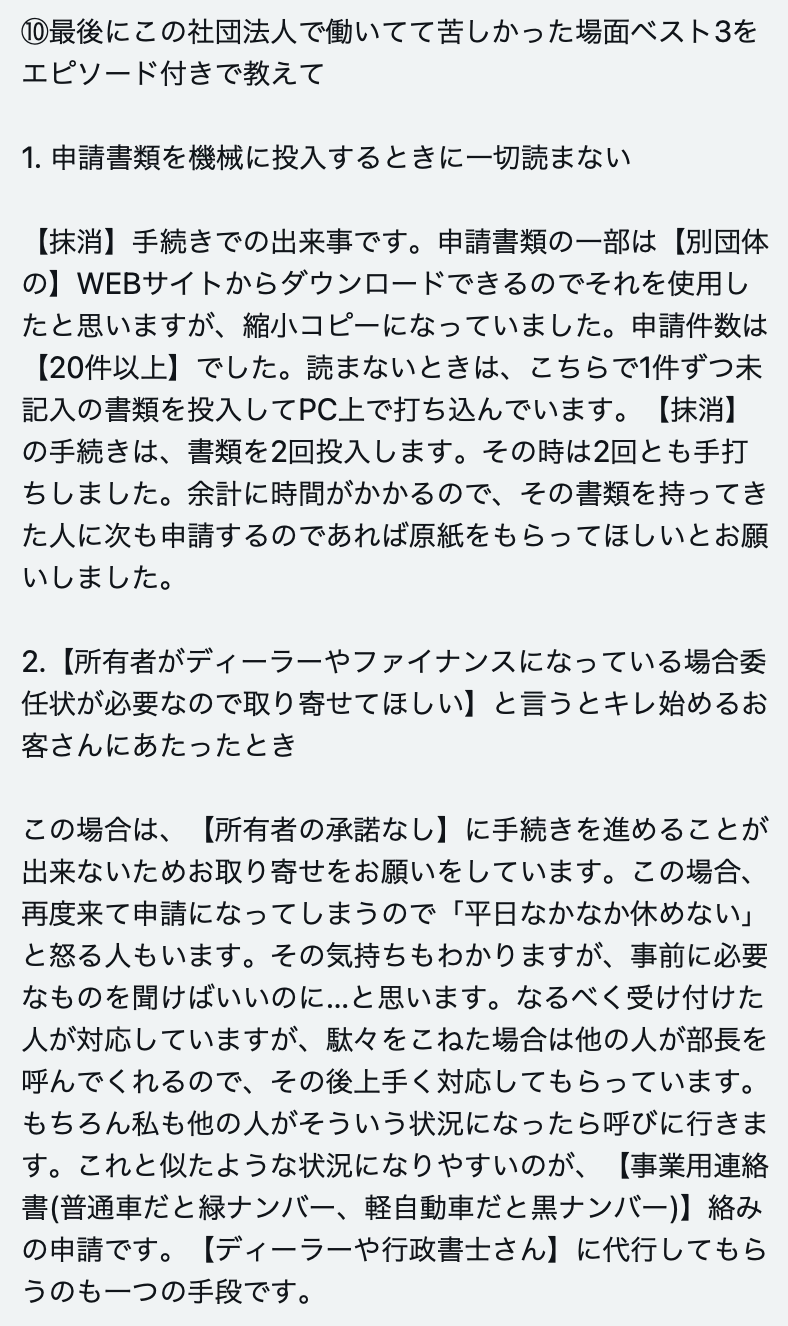 ⑩最後にこの社団法人で働いてて苦しかった場面ベスト3を
エピソード付きで教えて
1. 申請書類を機械に投入するときに一切読まない
【抹消】手続きでの出来事です。申請書類の一部は【別団体
の】WEBサイトからダウンロードできるのでそれを使用し
たと思いますが、縮小コピーになっていました。申請件数は
【20件以上】でした。読まないときは、こちらで1件ずつ未
記入の書類を投入してPC上で打ち込んでいます。【抹消】
の手続きは、書類を2回投入します。その時は2回とも手打
ちしました。余計に時間がかかるので、その書類を持ってき
た人に次も申請するのであれば原紙をもらってほしいとお願
いしました。
2.【所有者がディーラーやファイナンスになっている場合委
任状が必要なので取り寄せてほしい】と言うとキレ始めるお
客さんにあたったとき
この場合は、【所有者の承諾なし】に手続きを進めることが
出来ないためお取り寄せをお願いをしています。この場合、
再度来て申請になってしまうので「平日なかなか休めない」
と怒る人もいます。その気持ちもわかりますが、事前に必要
なものを聞けばいいのに...と思います。なるべく受け付けた
人が対応していますが、駄々をこねた場合は他の人が部長を
呼んでくれるので、その後上手く対応してもらっています。
もちろん私も他の人がそういう状況になったら呼びに行きま
す。これと似たような状況になりやすいのが、【事業用連絡
書(普通車だと緑ナンバー、軽自動車だと黒ナンバー)】絡み
の申請です。【ディーラーや行政書士さん】に代行してもら
うのも一つの手段です。